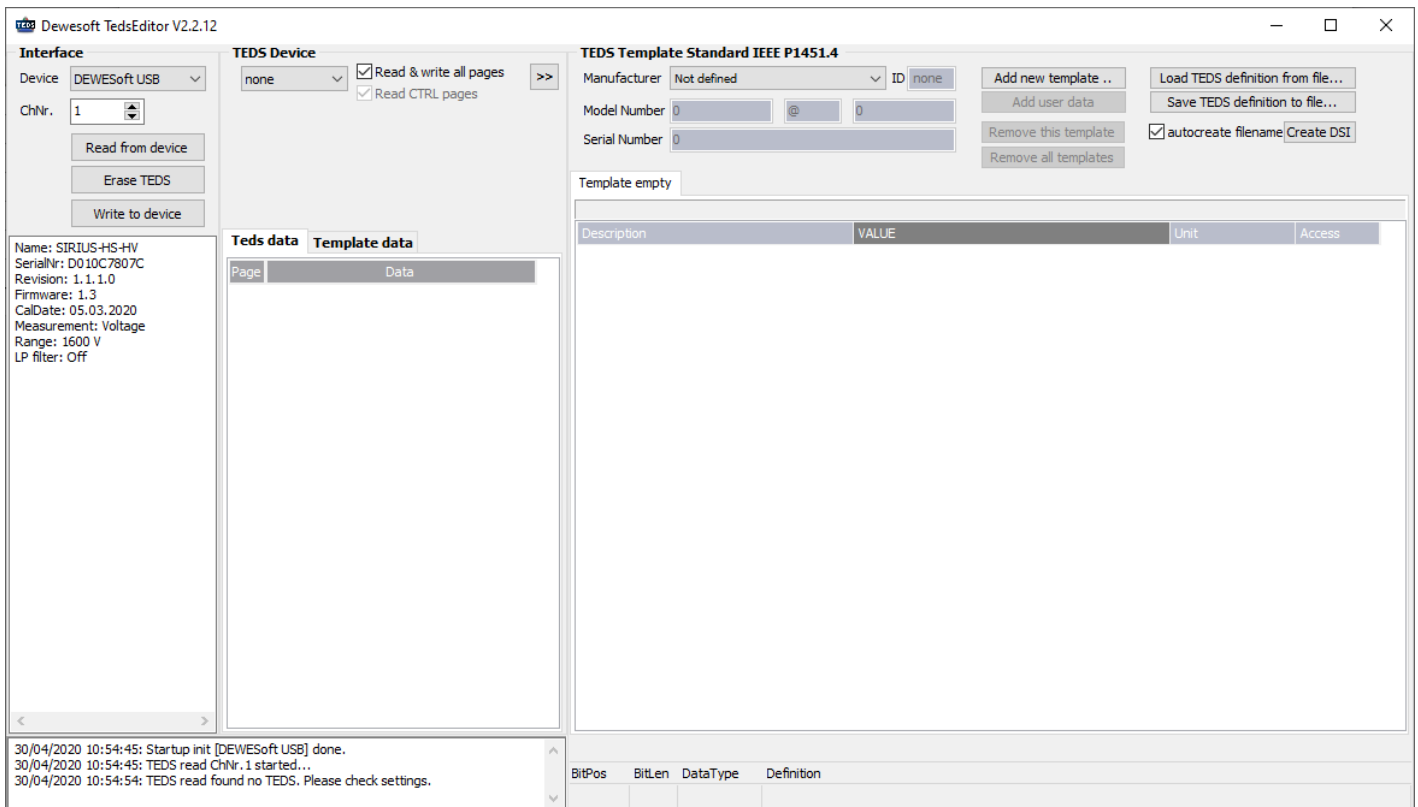 Dewesoft TedsEditor V2.2.12
Interface
Device DEWESoft USB
ChNr. 1
Read from device
Erase TEDS
Write to device
Name: SIRIUS-HS-HV
SerialNr: D010C7807C
Revision: 1.1.1.0
Firmware: 1.3
CalDate: 05.03.2020
Measurement: Voltage
Range: 1600 V
LP filter: Off
TEDS Device
none Read & write all pages >>
Read CTRL pages
Teds data Template data
Page Data
TEDS Template Standard IEEE P1451.4
Manufacturer Not defined ID none
Model Number 0 @ 0
Serial Number 0
Add new template ..
Add user data
Remove this template
Remove all templates
Load TEDS definition from file...
Save TEDS definition to file...
autocreate filename Create DSI
Template empty
Description VALUE Unit Access
30/04/2020 10:54:45: Startup init [DEWESoft USB] done.
30/04/2020 10:54:45: TEDS read ChNr.1 started...
30/04/2020 10:54:54: TEDS read found no TEDS. Please check settings.
BitPos BitLen DataType Definition